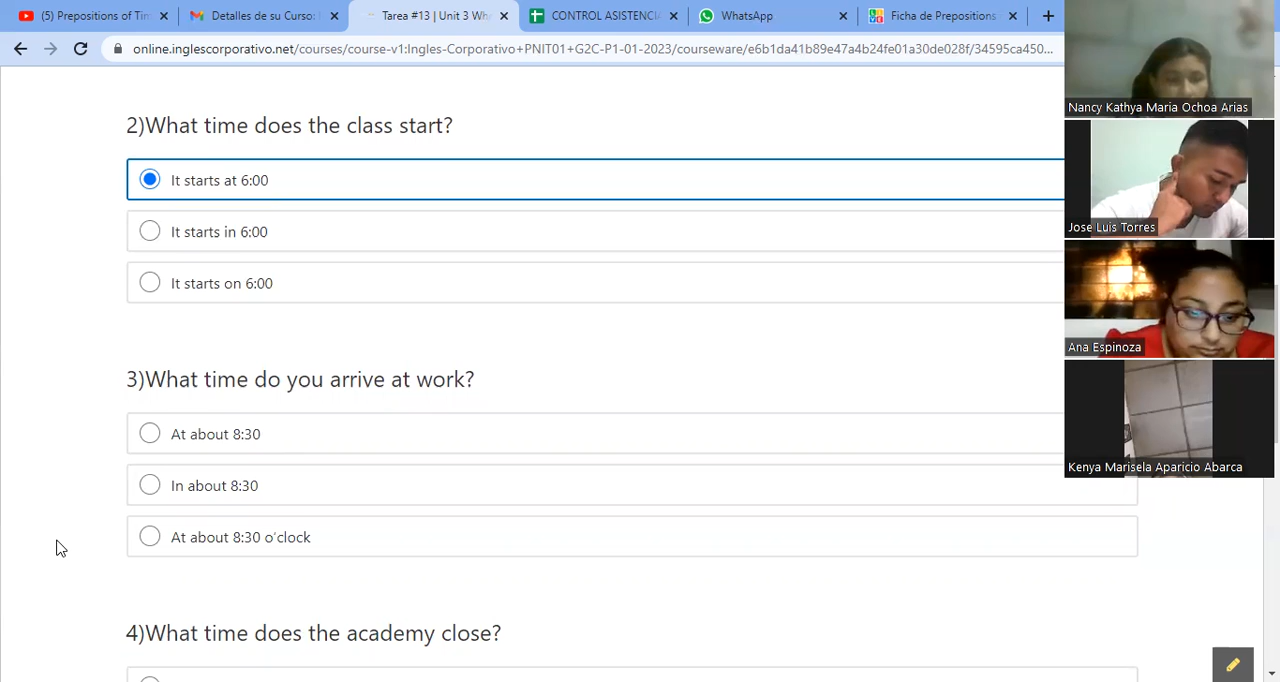 (5) Prepositions of Tim
Detalles de su Curso:
Tarea #13 | Unit 3 Wh
CONTROL ASISTENCI
WhatsApp
Ficha de Prepositions
online.inglescorporativo.net/courses/course-v1:Ingles-Corporativo+PNIT01+G2C-P1-01-2023/courseware/e6b1da41b89e47a4b24fe01a30de028f/34595ca450...
2)What time does the class start?
It starts at 6:00
It starts in 6:00
It starts on 6:00
3)What time do you arrive at work?
At about 8:30
In about 8:30
At about 8:30 o'clock
4)What time does the academy close?
Nancy Kathya Maria Ochoa Arias
Jose Luis Torres
Ana Espinoza
Kenya Marisela Aparicio Abarca